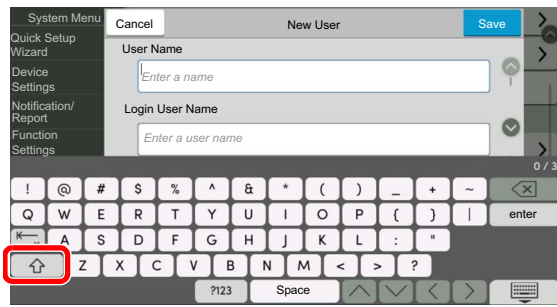 System Menu
Cancel
New User
Save
Quick Setup
Wizard
Device
Settings
Notification/
Report
Function
Settings
User Name
Enter a name
Login User Name
Enter a user name
0 / 3
! @ # $ % ^ & * ( ) _ + ~
Q W E R T Y U I O P { } | enter
A S D F G H J K L : "
Z X C V B N M < > ?
?123 Space